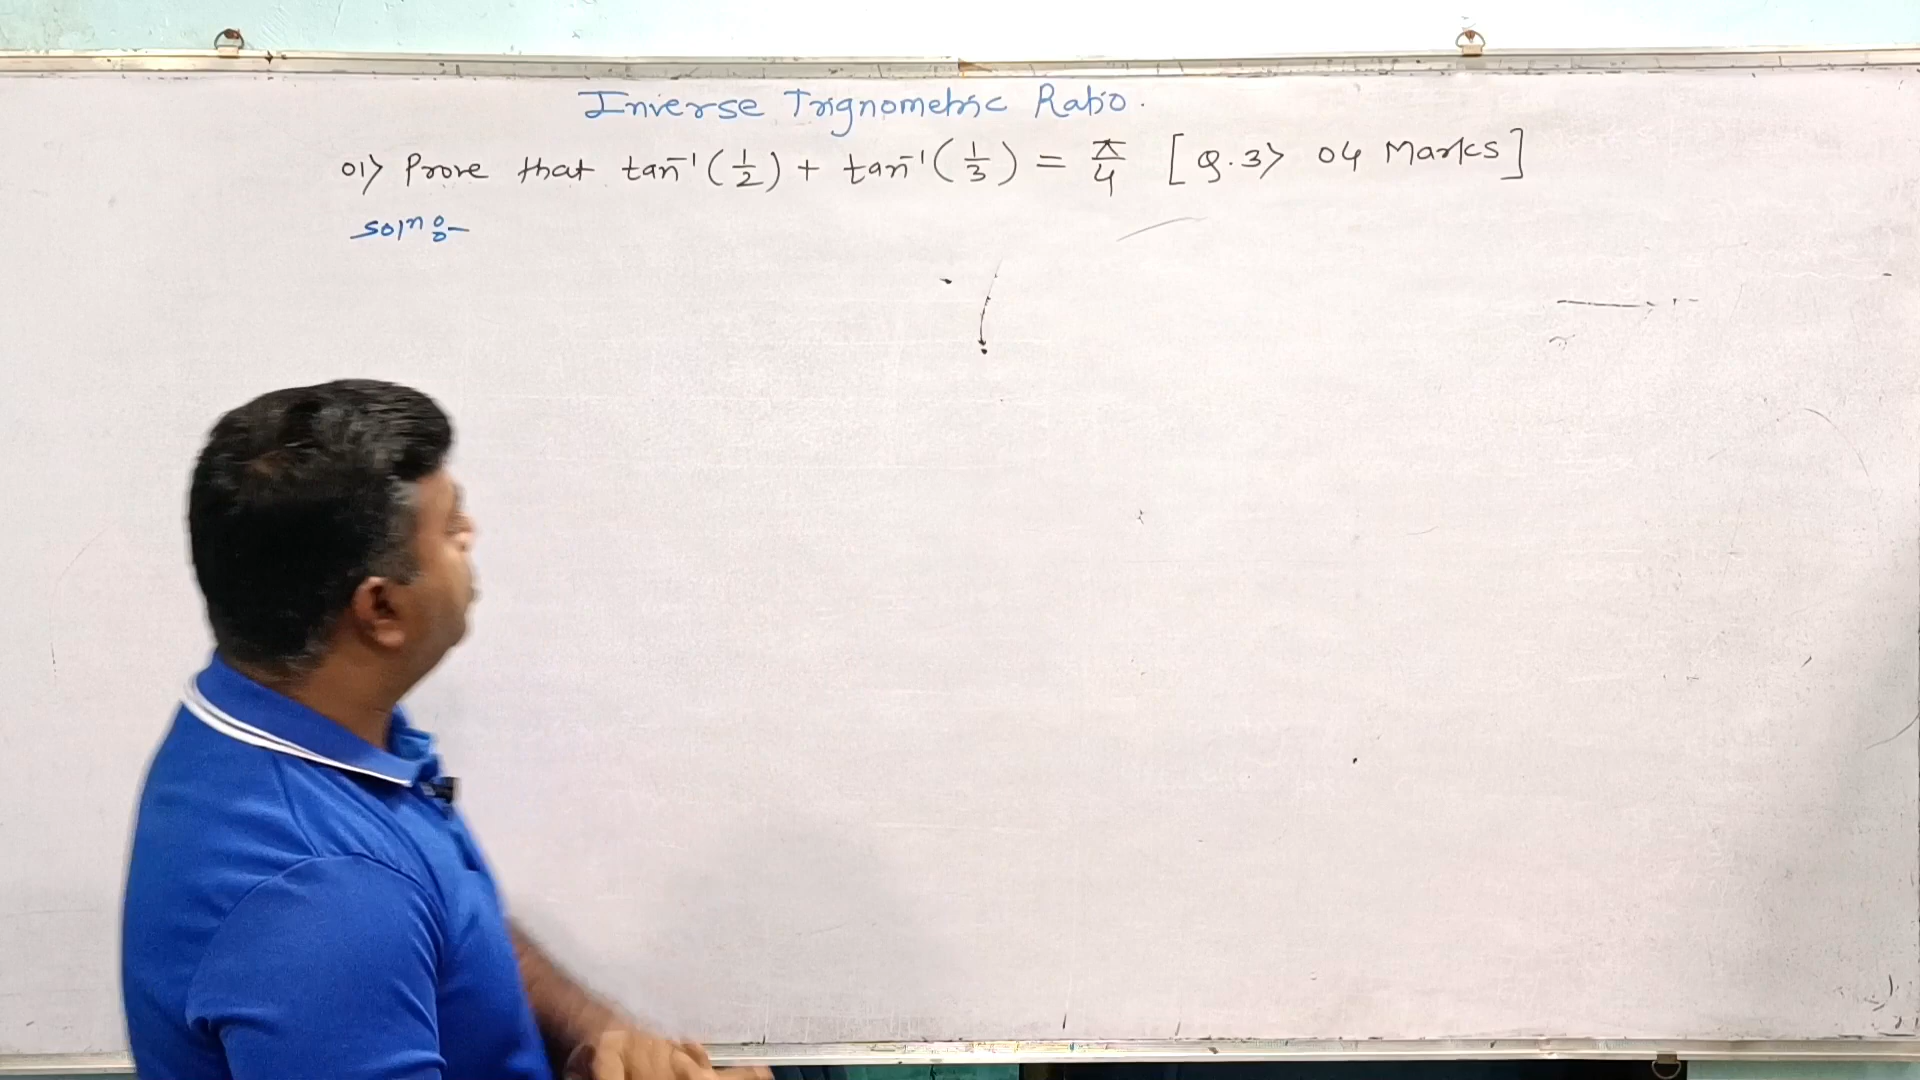 Inverse Trignometric Ratio.
01) Prove that tan⁻¹(1/2) + tan⁻¹(1/3) = π/4 [Q.3) 04 Marks]
Solⁿ :-